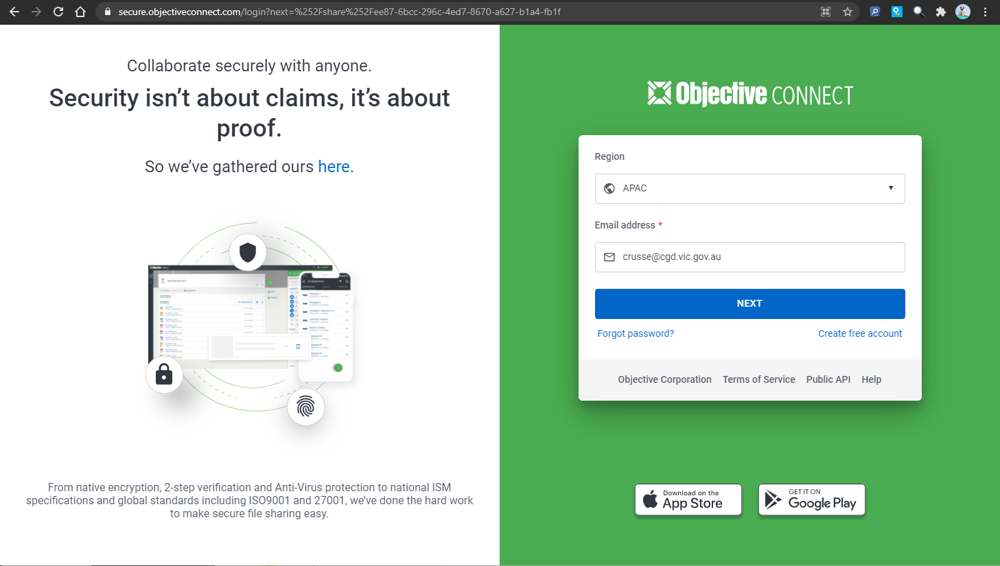 secure.objectiveconnect.com/login?next=%252Fshare%252Fee87-6bcc-296c-4ed7-8670-a627-b1a4-fb1f
Collaborate securely with anyone.
Security isn’t about claims, it’s about
proof.
So we’ve gathered ours here.
From native encryption, 2-step verification and Anti-Virus protection to national ISM
specifications and global standards including ISO9001 and 27001, we’ve done the hard work
to make secure file sharing easy.
Objective CONNECT
Region
APAC
Email address *
crusse@cgd.vic.gov.au
NEXT
Forgot password?
Create free account
Objective Corporation
Terms of Service
Public API
Help
Download on the
App Store
GET IT ON
Google Play